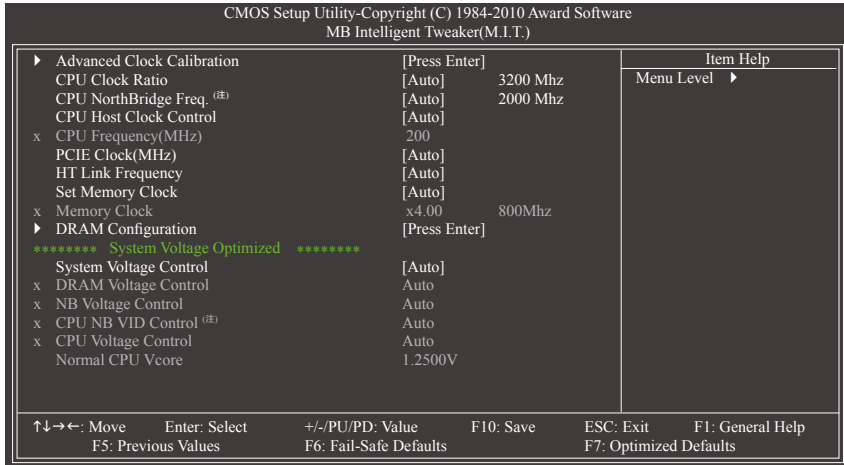 CMOS Setup Utility-Copyright (C) 1984-2010 Award Software
MB Intelligent Tweaker(M.I.T.)
Advanced Clock Calibration [Press Enter]
CPU Clock Ratio [Auto] 3200 Mhz
CPU NorthBridge Freq. (注) [Auto] 2000 Mhz
CPU Host Clock Control [Auto]
x CPU Frequency(MHz) 200
PCIE Clock(MHz) [Auto]
HT Link Frequency [Auto]
Set Memory Clock [Auto]
x Memory Clock x4.00 800Mhz
DRAM Configuration [Press Enter]
******** System Voltage Optimized ********
System Voltage Control [Auto]
x DRAM Voltage Control Auto
x NB Voltage Control Auto
x CPU NB VID Control (注) Auto
x CPU Voltage Control Auto
Normal CPU Vcore 1.2500V
Item Help
Menu Level
↑↓→←: Move Enter: Select +/-/PU/PD: Value F10: Save ESC: Exit F1: General Help
F5: Previous Values F6: Fail-Safe Defaults F7: Optimized Defaults